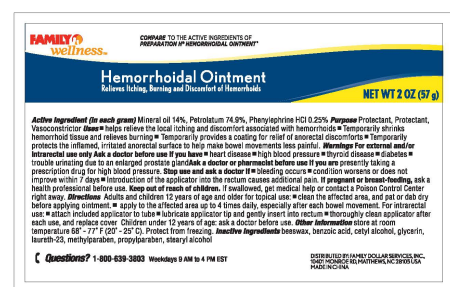 FAMILY
wellness™
COMPARE TO THE ACTIVE INGREDIENTS OF
PREPARATION H® HEMORRHOIDAL OINTMENT*
Hemorrhoidal Ointment
Relieves Itching, Burning and Discomfort of Hemorrhoids
NET WT 2 OZ (57 g)
Active Ingredient (in each gram) Mineral oil 14%, Petrolatum 74.9%, Phenylephrine HCl 0.25% Purpose Protectant, Protectant,
Vasoconstrictor Uses ■ helps relieve the local itching and discomfort associated with hemorrhoids ■ Temporarily shrinks
hemorrhoid tissue and relieves burning ■ Temporarily provides a coating for relief of anorectal discomforts ■ Temporarily
protects the inflamed, irritated anorectal surface to help make bowel movements less painful. Warnings For external and/or
intrarectal use only Ask a doctor before use if you have ■ heart disease ■ high blood pressure ■ thyroid disease ■ diabetes ■
trouble urinating due to an enlarged prostate glandAsk a doctor or pharmacist before use if you are presently taking a
prescription drug for high blood pressure. Stop use and ask a doctor if ■ bleeding occurs ■ condition worsens or does not
improve within 7 days ■ Introduction of the applicator into the rectum causes additional pain. If pregnant or breast-feeding, ask a
health professional before use. Keep out of reach of children. If swallowed, get medical help or contact a Poison Control Center
right away. Directions Adults and children 12 years of age and older for topical use: ■ clean the affected area, and pat or dab dry
before applying ointment. ■ apply to the affected area up to 4 times daily, especially after each bowel movement. For intrarectal
use: ■ attach included applicator to tube ■ lubricate applicator tip and gently insert into rectum ■ thoroughly clean applicator after
each use, and replace cover Children under 12 years of age: ask a doctor before use. Other information store at room
temperature 68° - 77° F (20° - 25° C). Protect from freezing. Inactive Ingredients beeswax, benzoic acid, cetyl alcohol, glycerin,
laureth-23, methylparaben, propylparaben, stearyl alcohol
Questions? 1-800-639-3803 Weekdays 9 AM to 4 PM EST
DISTRIBUTED BY: FAMILY DOLLAR SERVICES, INC.,
10401 MONROE RD, MATTHEWS, NC 28105 USA
MADE IN CHINA